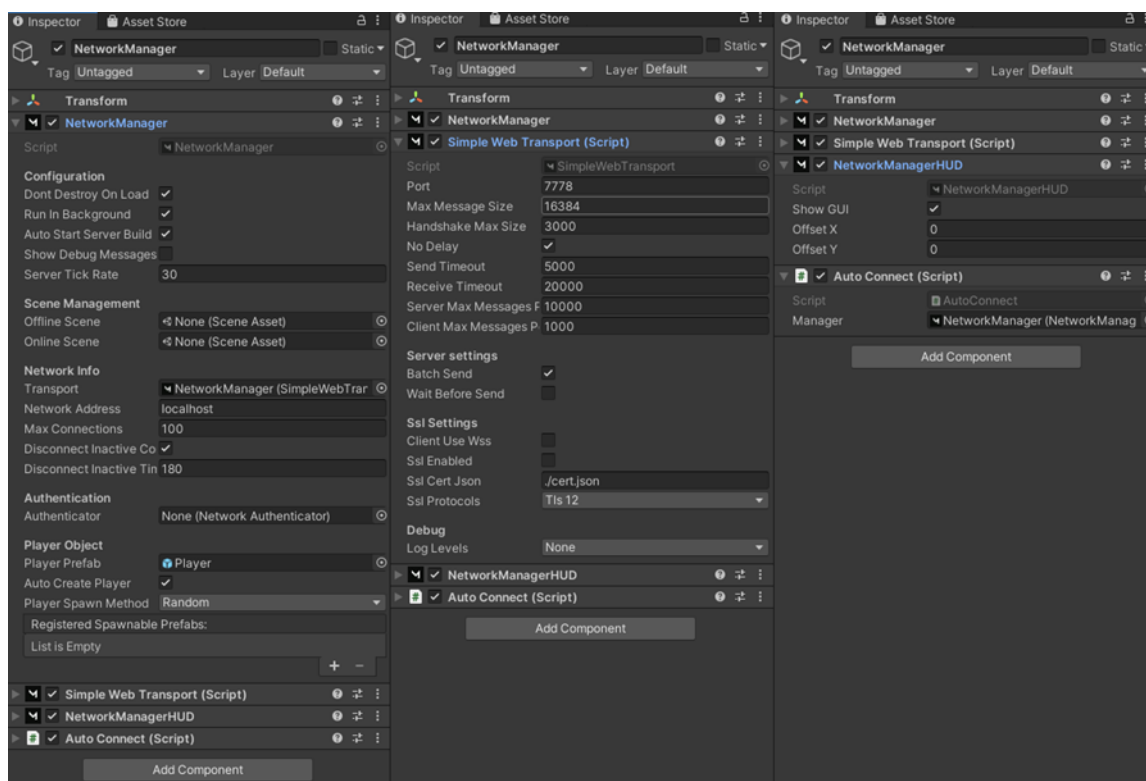 Inspector Asset Store
NetworkManager Static
Tag Untagged Layer Default
Transform
NetworkManager
Script NetworkManager
Configuration
Dont Destroy On Load
Run In Background
Auto Start Server Build
Show Debug Messages
Server Tick Rate 30
Scene Management
Offline Scene None (Scene Asset)
Online Scene None (Scene Asset)
Network Info
Transport NetworkManager (SimpleWebTrar
Network Address localhost
Max Connections 100
Disconnect Inactive Co
Disconnect Inactive Tin 180
Authentication
Authenticator None (Network Authenticator)
Player Object
Player Prefab Player
Auto Create Player
Player Spawn Method Random
Registered Spawnable Prefabs:
List is Empty
+ −
Simple Web Transport (Script)
NetworkManagerHUD
Auto Connect (Script)
Add Component
Inspector Asset Store
NetworkManager Static
Tag Untagged Layer Default
Transform
NetworkManager
Simple Web Transport (Script)
Script SimpleWebTransport
Port 7778
Max Message Size 16384
Handshake Max Size 3000
No Delay
Send Timeout 5000
Receive Timeout 20000
Server Max Messages P 10000
Client Max Messages P 1000
Server settings
Batch Send
Wait Before Send
Ssl Settings
Client Use Wss
Ssl Enabled
Ssl Cert Json ./cert.json
Ssl Protocols Tls 12
Debug
Log Levels None
NetworkManagerHUD
Auto Connect (Script)
Add Component
Inspector Asset Store
NetworkManager Static
Tag Untagged Layer Default
Transform
NetworkManager
Simple Web Transport (Script)
NetworkManagerHUD
Script NetworkManagerHUD
Show GUI
Offset X 0
Offset Y 0
Auto Connect (Script)
Script AutoConnect
Manager NetworkManager (NetworkManag
Add Component